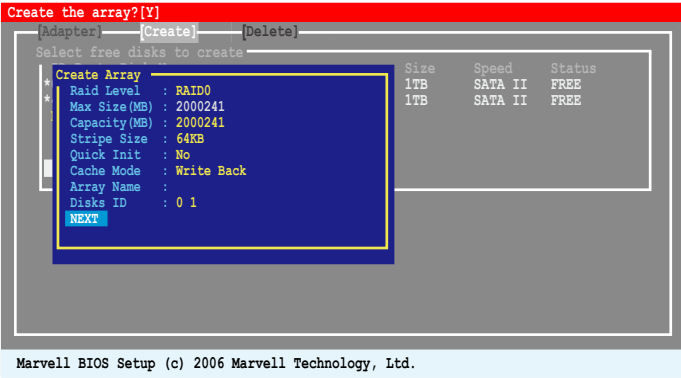 Create the array?[Y]
[Adapter] [Create] [Delete]
Select free disks to create
Size Speed Status
Create Array
* 1TB SATA II FREE
Raid Level : RAID0
* 1TB SATA II FREE
Max Size(MB) : 2000241
Capacity(MB) : 2000241
Stripe Size : 64KB
Quick Init : No
Cache Mode : Write Back
Array Name :
Disks ID : 0 1
NEXT
Marvell BIOS Setup (c) 2006 Marvell Technology, Ltd.